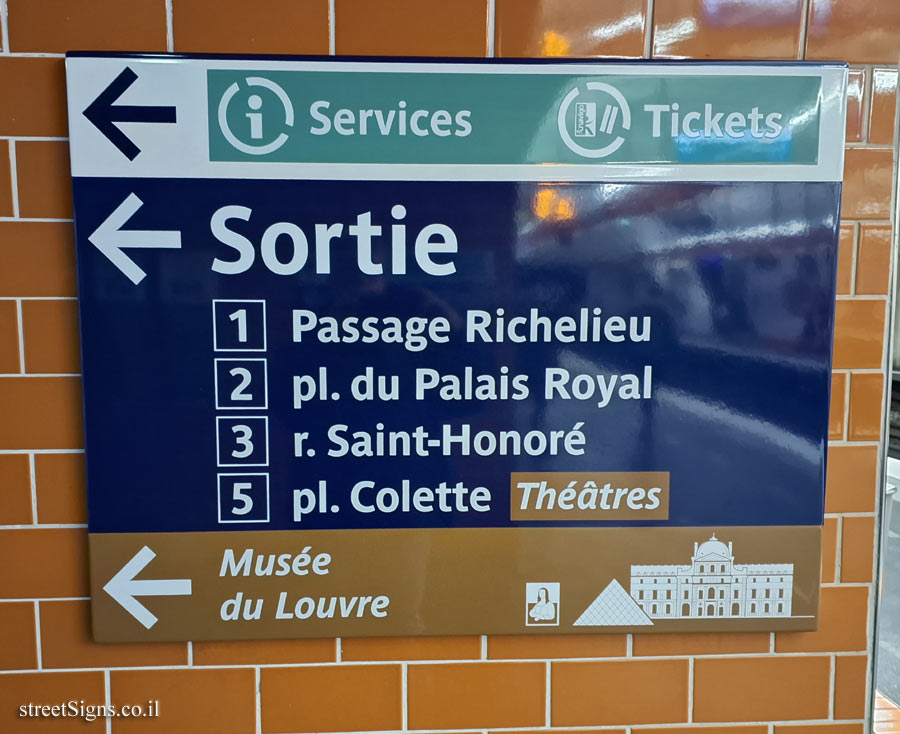 Services Tickets
Sortie
1 Passage Richelieu
2 pl. du Palais Royal
3 r. Saint-Honoré
5 pl. Colette Théâtres
Musée
du Louvre
streetSigns.co.il